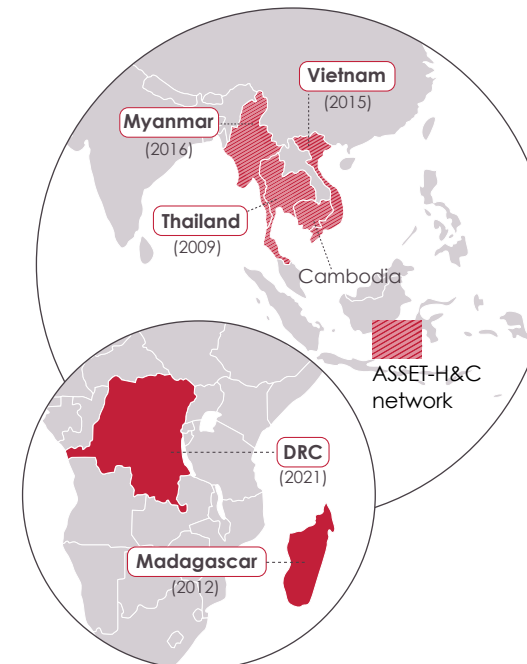 Vietnam
(2015)
Myanmar
(2016)
Thailand
(2009)
Cambodia
ASSET-H&C
network
DRC
(2021)
Madagascar
(2012)